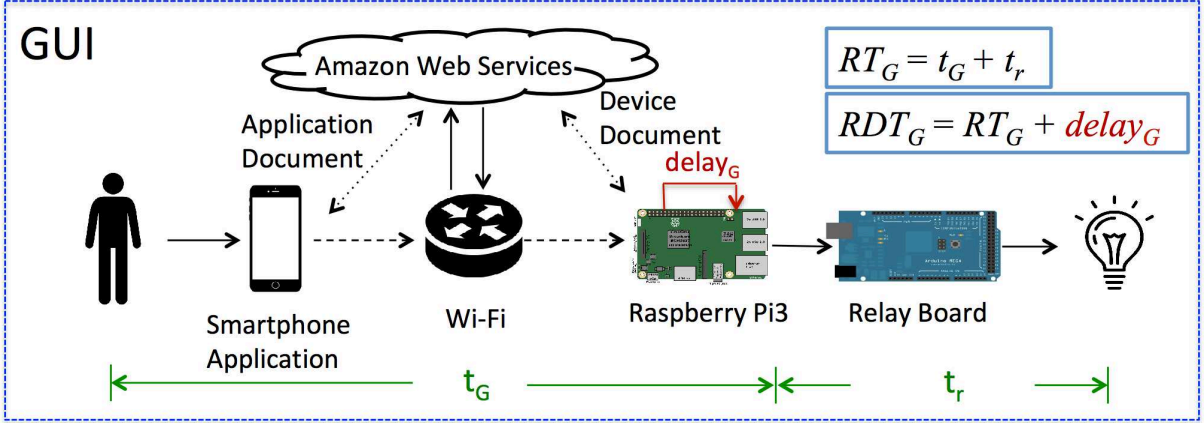 GUI
Amazon Web Services
RT_G = t_G + t_r
RDT_G = RT_G + delay_G
Application
Document
Device
Document
delay_G
Smartphone
Application
Wi-Fi
Raspberry Pi3
Relay Board
t_G
t_r